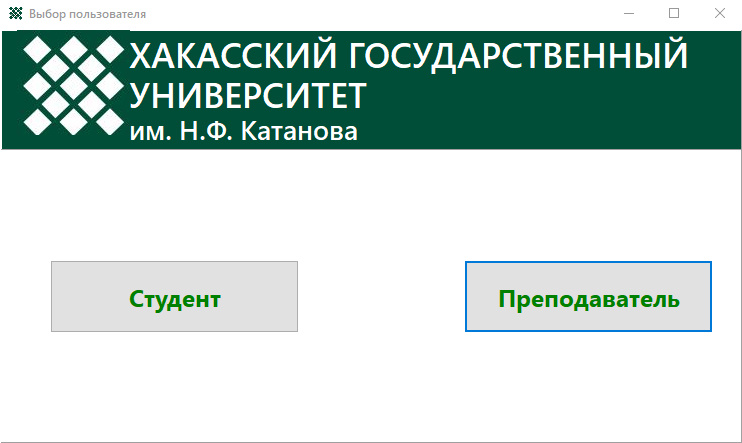 Выбор пользователя
ХАКАССКИЙ ГОСУДАРСТВЕННЫЙ
УНИВЕРСИТЕТ
им. Н.Ф. Катанова
Студент
Преподаватель